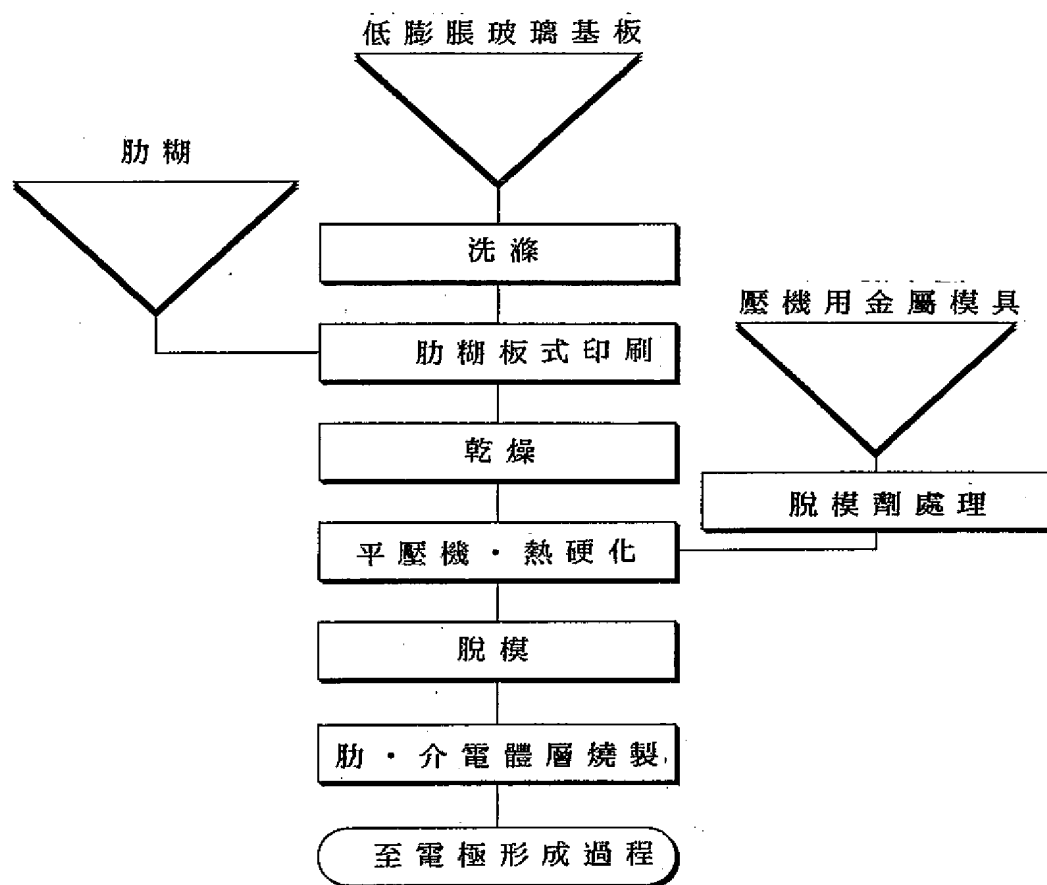 低膨脹玻璃基板
肋糊
洗滌
壓機用金屬模具
肋糊板式印刷
乾燥
脫模劑處理
平壓機・熱硬化
脫模
肋・介電體層燒製
至電極形成過程